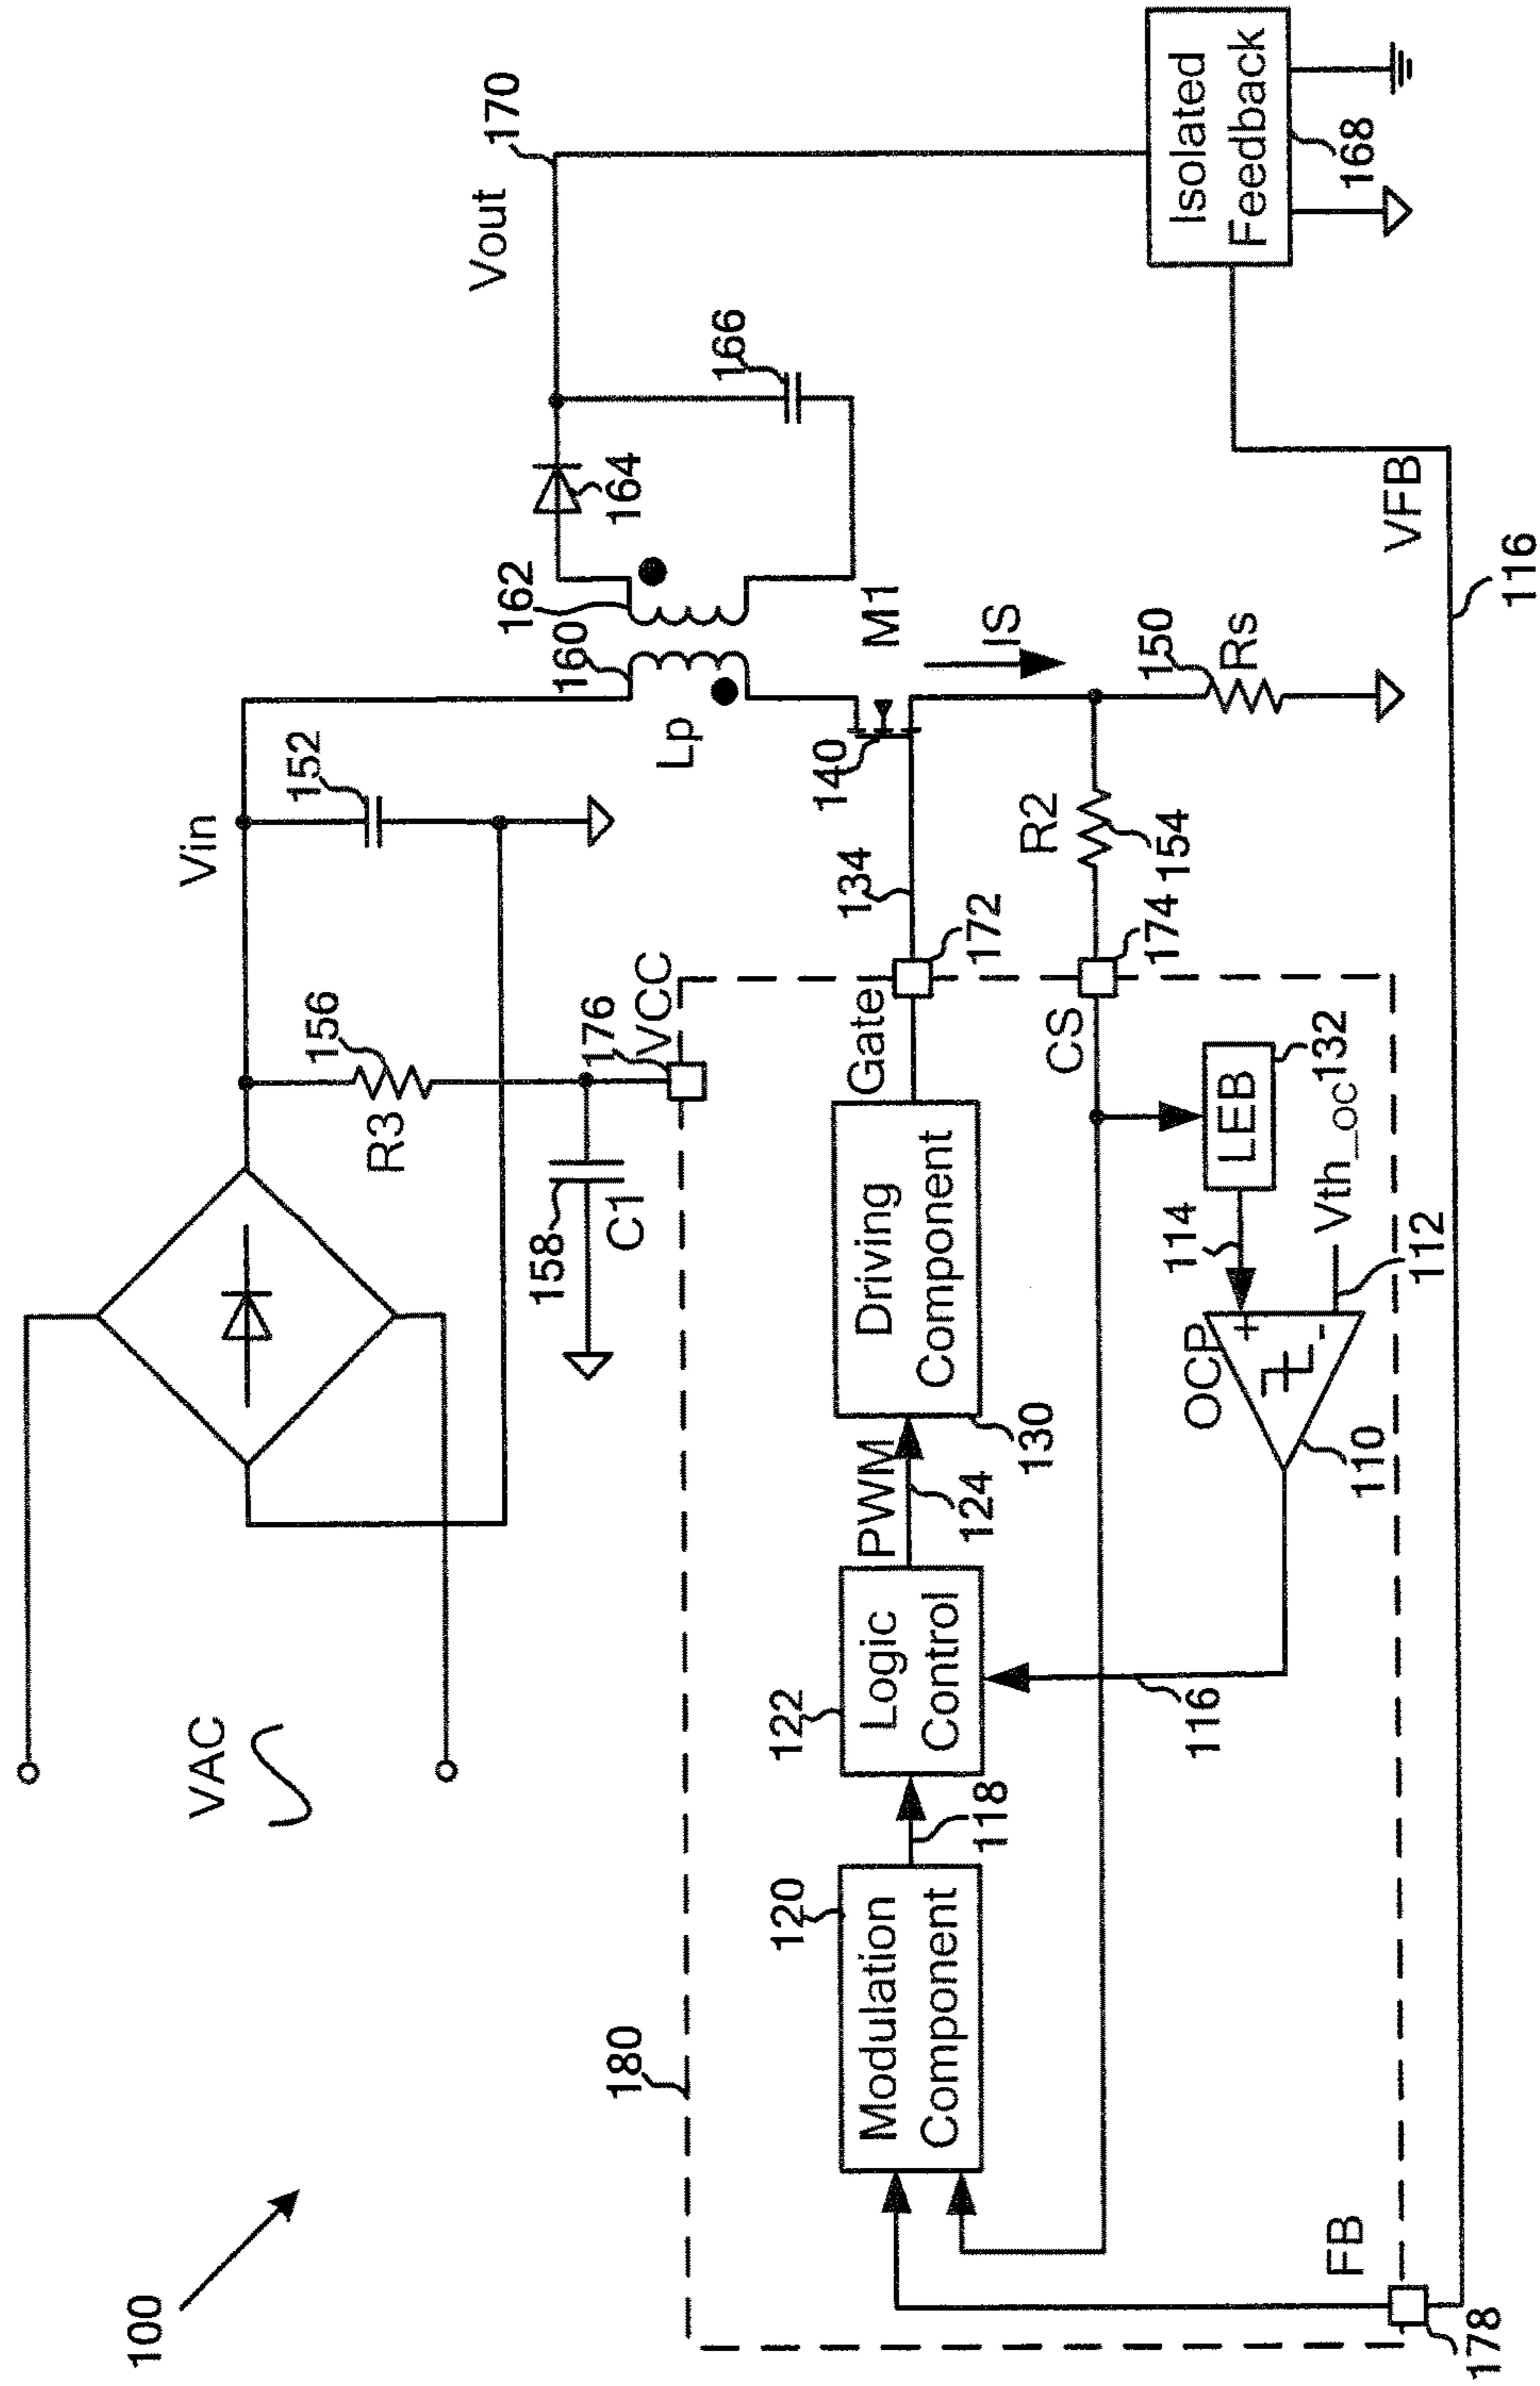 100
VAC
Vin
152
R3
156
158
C1
176
VCC
160
Lp
162
164
166
Vout
170
180
120
Modulation
Component
118
122
Logic
Control
PWM
124
Driving
Component
130
Gate
172
134
140
M1
IS
CS
174
R2
154
150
Rs
116
OCP
+
-
110
114
LEB
132
Vth_oc
112
Isolated
Feedback
168
VFB
116
FB
178